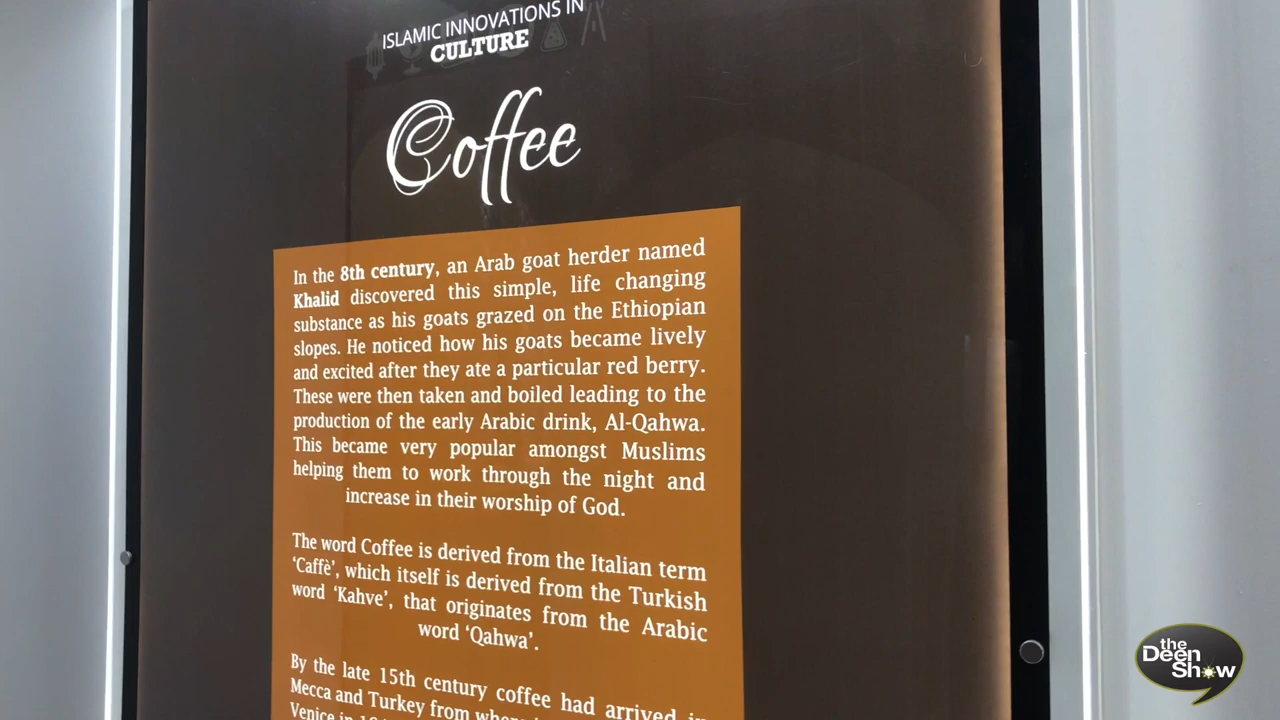 ISLAMIC INNOVATIONS IN
CULTURE
Coffee
In the 8th century, an Arab goat herder named
Khalid discovered this simple, life changing
substance as his goats grazed on the Ethiopian
slopes. He noticed how his goats became lively
and excited after they ate a particular red berry.
These were then taken and boiled leading to the
production of the early Arabic drink, Al-Qahwa.
This became very popular amongst Muslims
helping them to work through the night and
increase in their worship of God.
The word Coffee is derived from the Italian term
‘Caffè’, which itself is derived from the Turkish
word ‘Kahve’, that originates from the Arabic
word ‘Qahwa’.
By the late 15th century coffee had arrived in
Mecca and Turkey from where
Venice in
the
Deen
Show